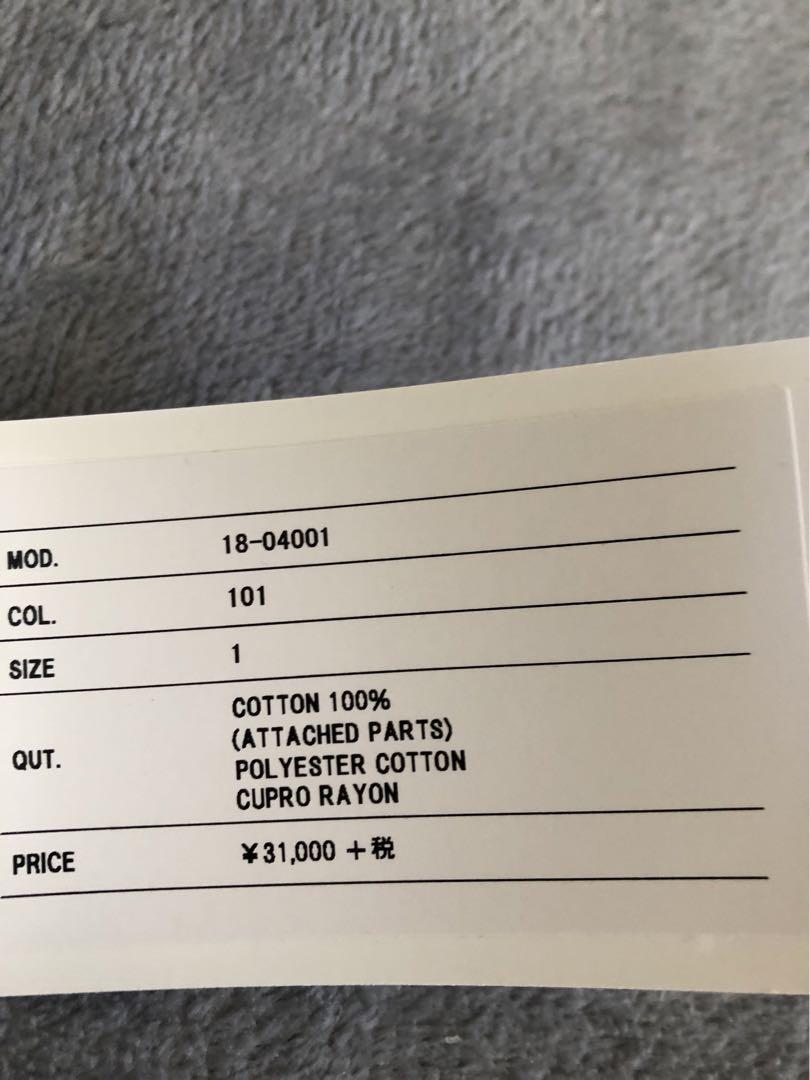 MOD. 18-04001
COL. 101
SIZE 1
QUT. COTTON 100%
(ATTACHED PARTS)
POLYESTER COTTON
CUPRO RAYON
PRICE ¥31,000 +税